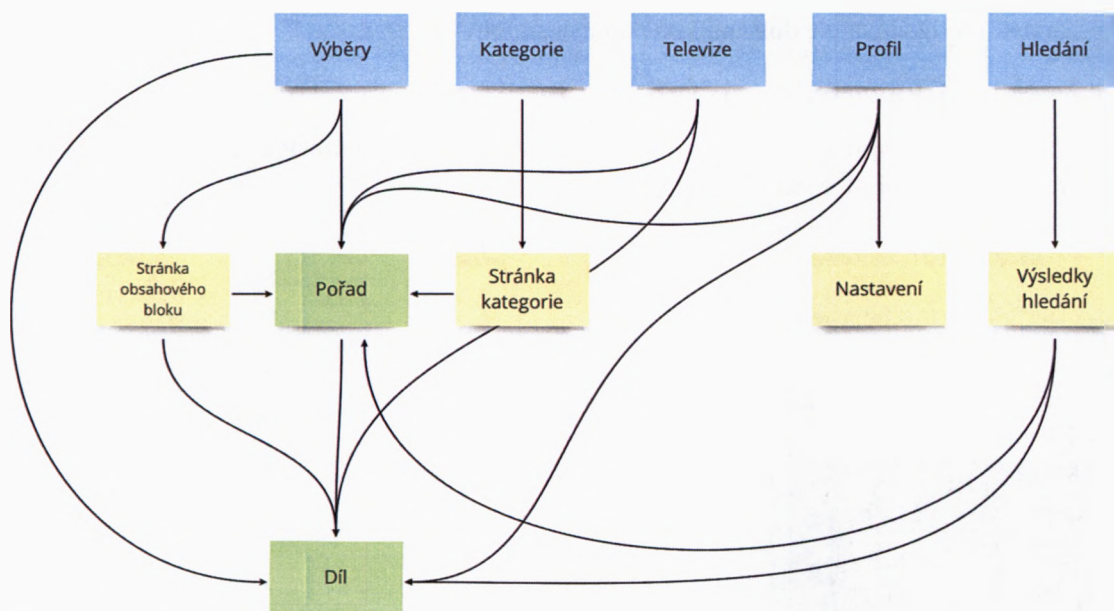 Výběry
Kategorie
Televize
Profil
Hledání
Stránka
obsahového
bloku
Pořad
Stránka
kategorie
Nastavení
Výsledky
hledání
Díl